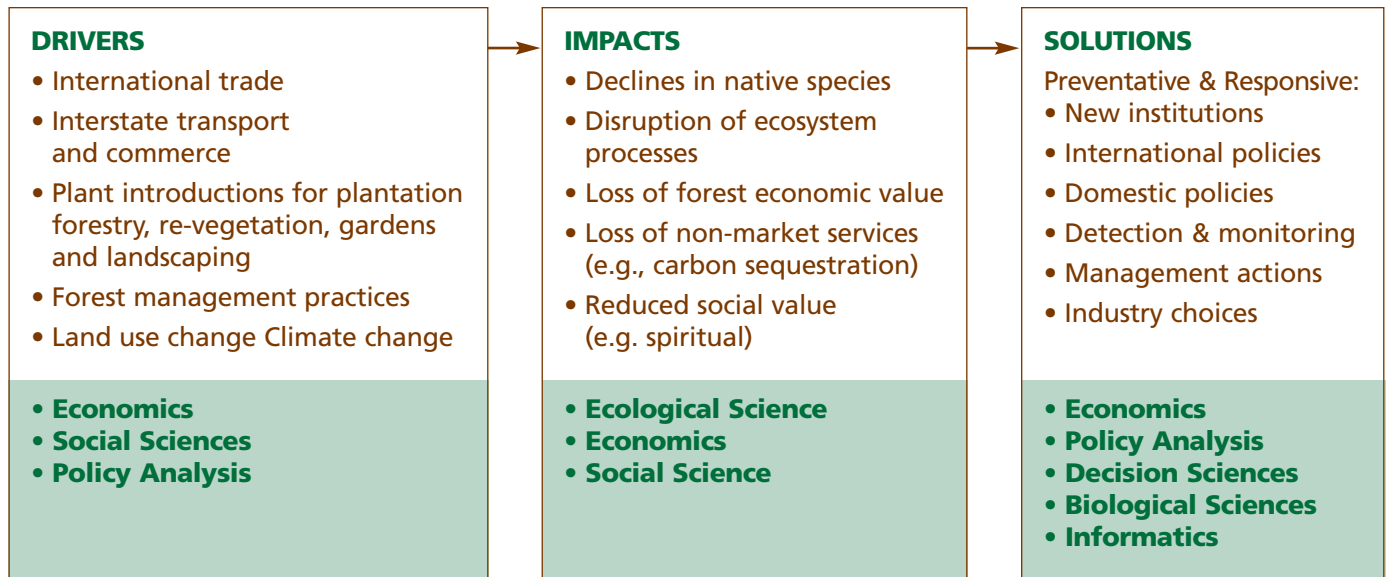 DRIVERS
• International trade
• Interstate transport
and commerce
• Plant introductions for plantation
forestry, re-vegetation, gardens
and landscaping
• Forest management practices
• Land use change Climate change
• Economics
• Social Sciences
• Policy Analysis
IMPACTS
• Declines in native species
• Disruption of ecosystem
processes
• Loss of forest economic value
• Loss of non-market services
(e.g., carbon sequestration)
• Reduced social value
(e.g. spiritual)
• Ecological Science
• Economics
• Social Science
SOLUTIONS
Preventative & Responsive:
• New institutions
• International policies
• Domestic policies
• Detection & monitoring
• Management actions
• Industry choices
• Economics
• Policy Analysis
• Decision Sciences
• Biological Sciences
• Informatics